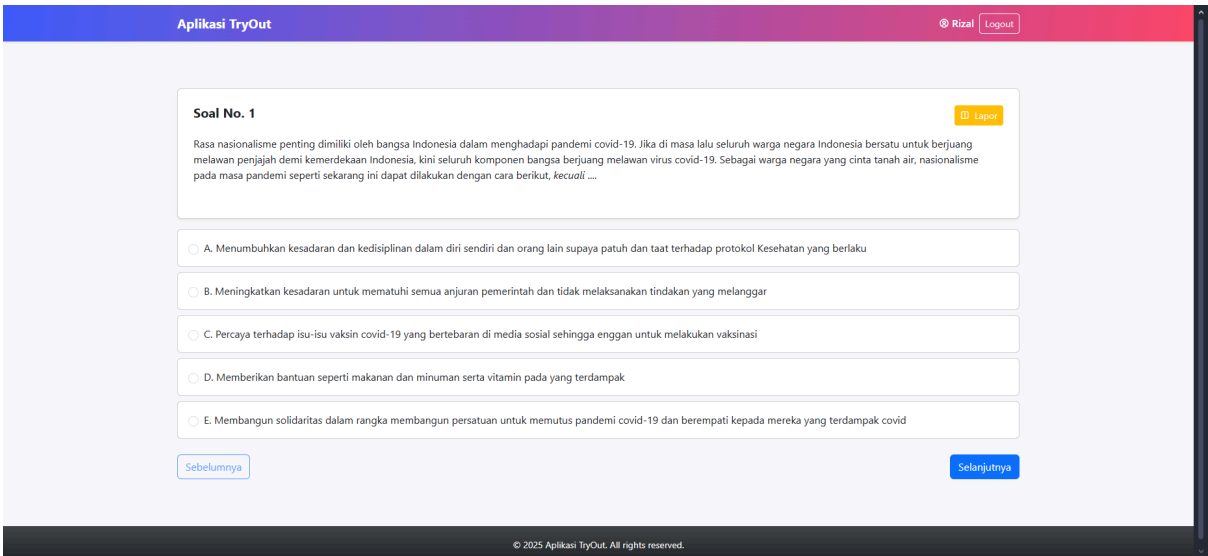 Aplikasi TryOut
Rizal Logout
Soal No. 1
Lapor
Rasa nasionalisme penting dimiliki oleh bangsa Indonesia dalam menghadapi pandemi covid-19. Jika di masa lalu seluruh warga negara Indonesia bersatu untuk berjuang
melawan penjajah demi kemerdekaan Indonesia, kini seluruh komponen bangsa berjuang melawan virus covid-19. Sebagai warga negara yang cinta tanah air, nasionalisme
pada masa pandemi seperti sekarang ini dapat dilakukan dengan cara berikut, kecuali ....
A. Menumbuhkan kesadaran dan kedisiplinan dalam diri sendiri dan orang lain supaya patuh dan taat terhadap protokol Kesehatan yang berlaku
B. Meningkatkan kesadaran untuk mematuhi semua anjuran pemerintah dan tidak melaksanakan tindakan yang melanggar
C. Percaya terhadap isu-isu vaksin covid-19 yang bertebaran di media sosial sehingga enggan untuk melakukan vaksinasi
D. Memberikan bantuan seperti makanan dan minuman serta vitamin pada yang terdampak
E. Membangun solidaritas dalam rangka membangun persatuan untuk memutus pandemi covid-19 dan berempati kepada mereka yang terdampak covid
Sebelumnya
Selanjutnya
© 2025 Aplikasi TryOut. All rights reserved.